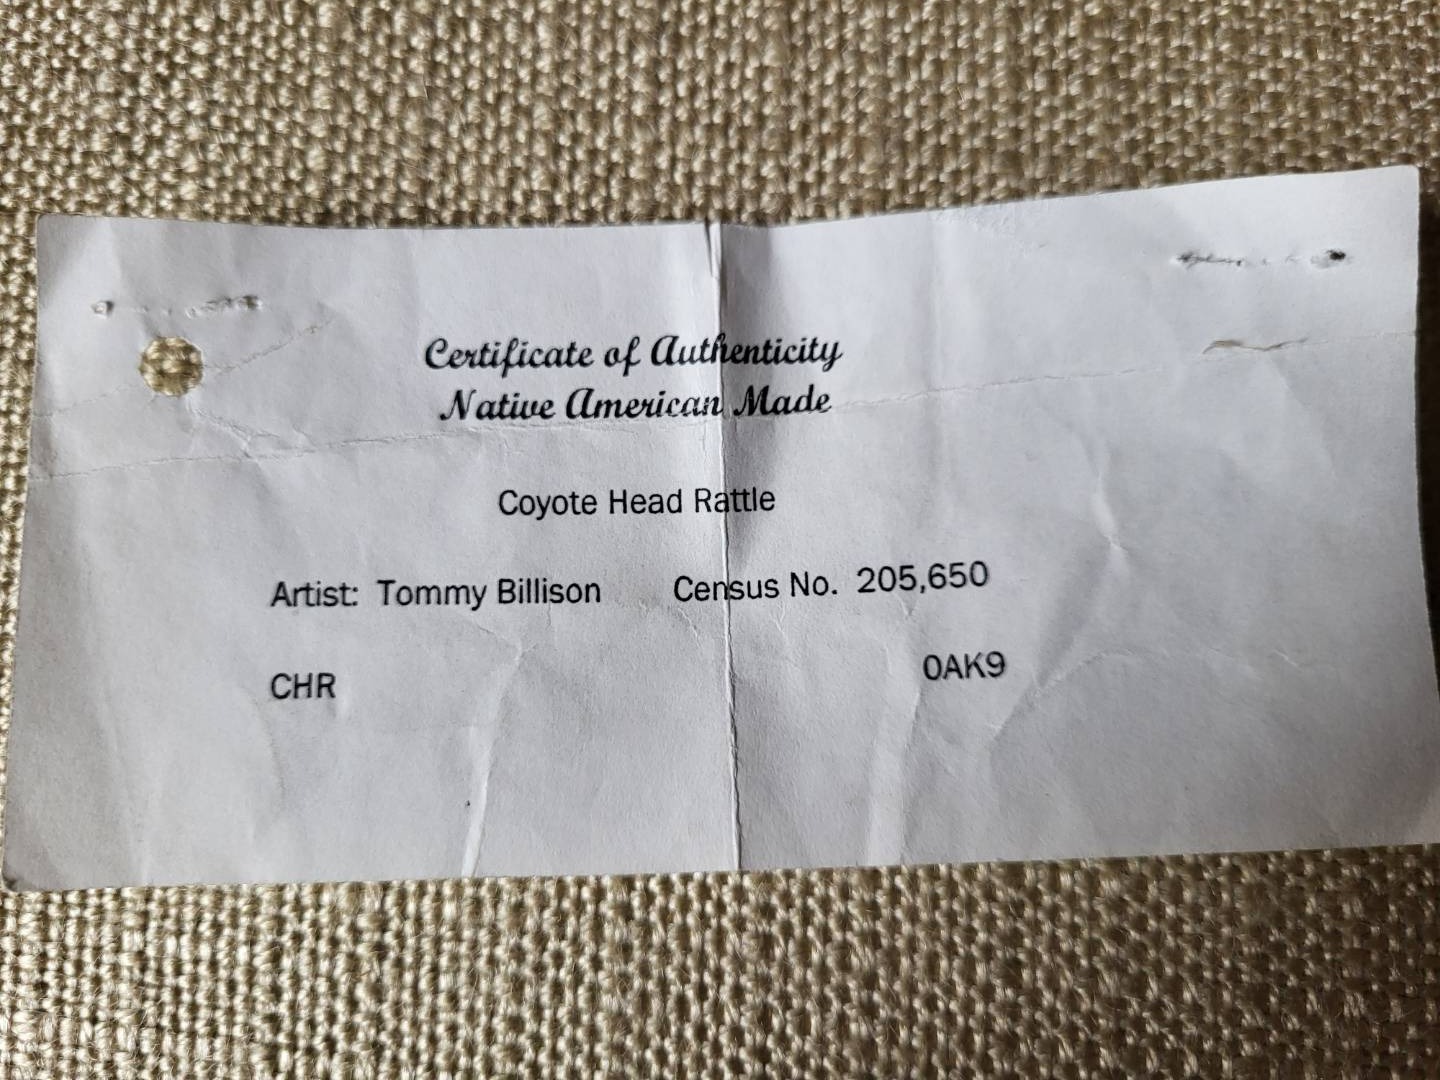 Certificate of Authenticity
Native American Made
Coyote Head Rattle
Artist: Tommy Billison Census No. 205,650
CHR 0AK9